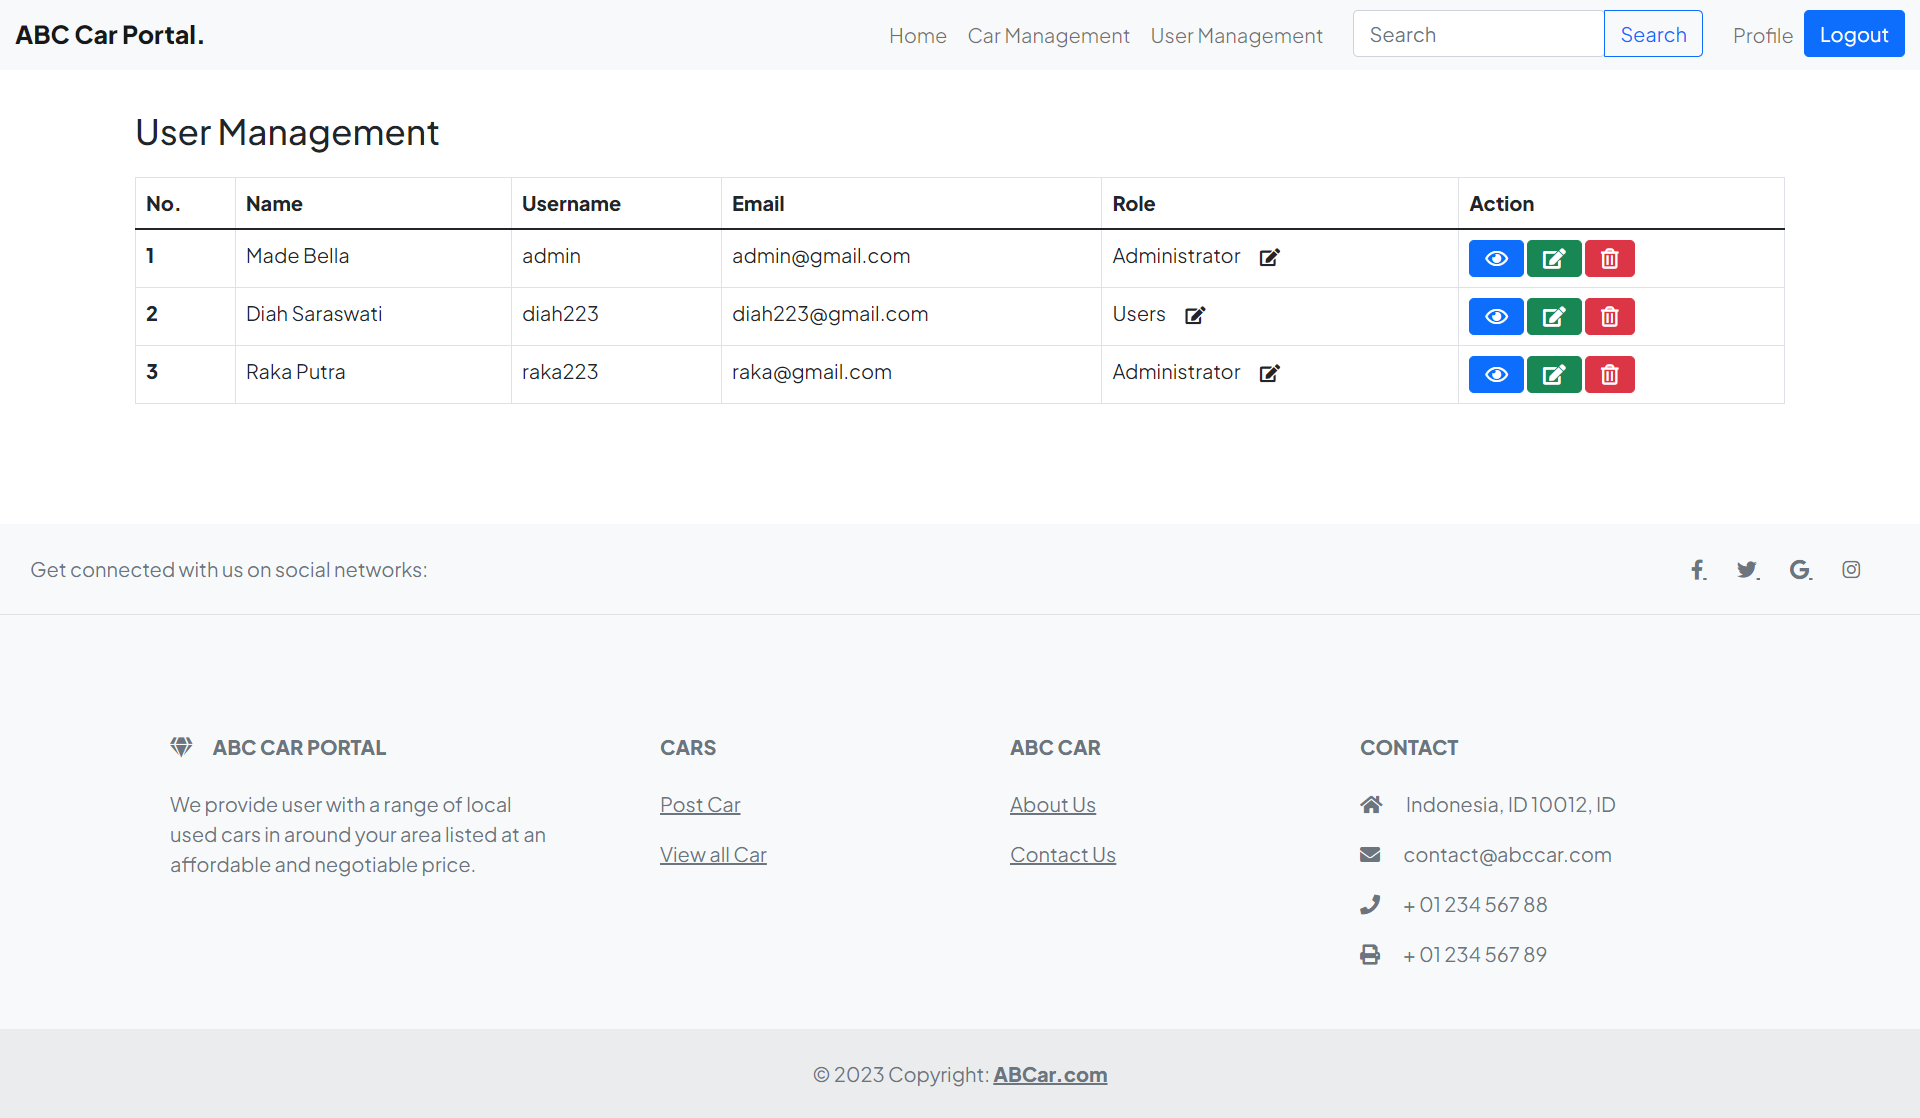 ABC Car Portal.
Home Car Management User Management Search Search Profile Logout
User Management
No. Name Username Email Role Action
1 Made Bella admin admin@gmail.com Administrator
2 Diah Saraswati diah223 diah223@gmail.com Users
3 Raka Putra raka223 raka@gmail.com Administrator
Get connected with us on social networks:
ABC CAR PORTAL
We provide user with a range of local
used cars in around your area listed at an
affordable and negotiable price.
CARS
Post Car
View all Car
ABC CAR
About Us
Contact Us
CONTACT
Indonesia, ID 10012, ID
contact@abccar.com
+ 01 234 567 88
+ 01 234 567 89
© 2023 Copyright: ABCar.com